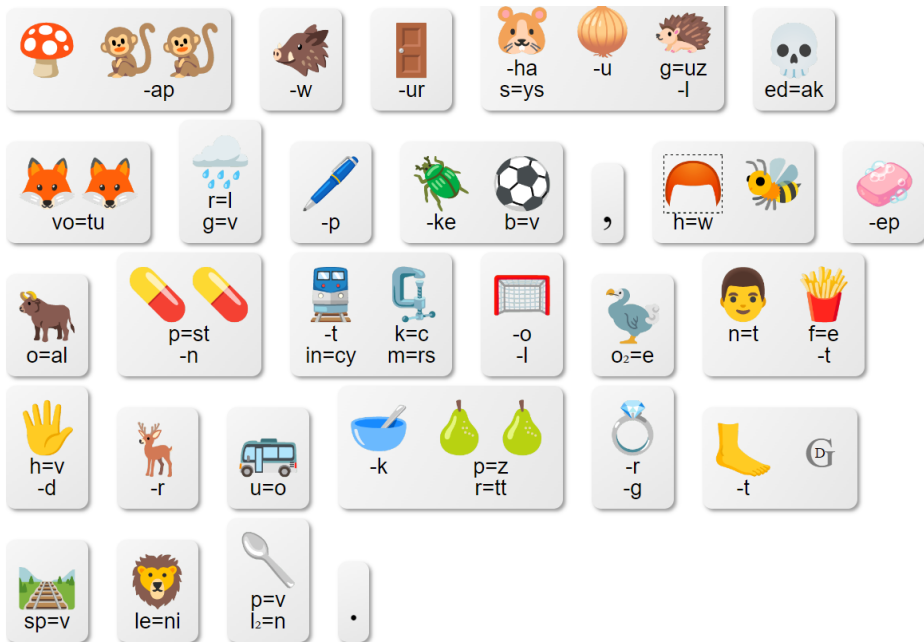 -ap -w -ur -ha -u g=uz ed=ak
s=ys -l
vo=tu r=l -p -ke b=v , h=w -ep
g=v
o=al p=st -t k=c -o o₂=e n=t f=e
-n in=cy m=rs -l -t
h=v -r u=o -k p=z -r -t GD
-d r=tt -g
sp=v le=ni p=v .
l₂=n